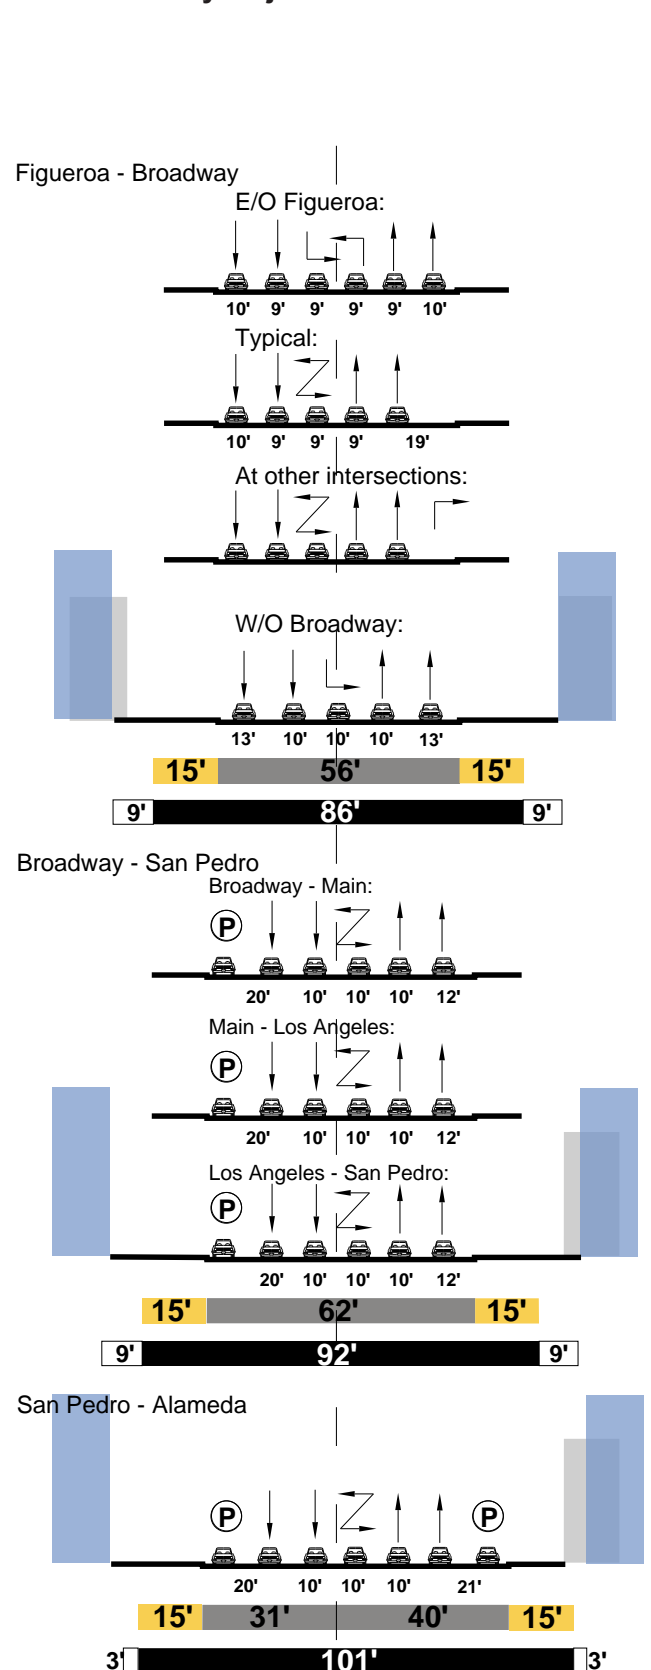 Figueroa - Broadway
E/O Figueroa:
10' 9' 9' 9' 9' 10'
Typical:
10' 9' 9' 9' 19'
At other intersections:
W/O Broadway:
13' 10' 10' 10' 13'
15' 56' 15'
9' 86' 9'
Broadway - San Pedro
Broadway - Main:
P
20' 10' 10' 10' 12'
Main - Los Angeles:
P
20' 10' 10' 10' 12'
Los Angeles - San Pedro:
P
20' 10' 10' 10' 12'
15' 62' 15'
9' 92' 9'
San Pedro - Alameda
P P
20' 10' 10' 10' 21'
15' 31' 40' 15'
3' 101' 3'